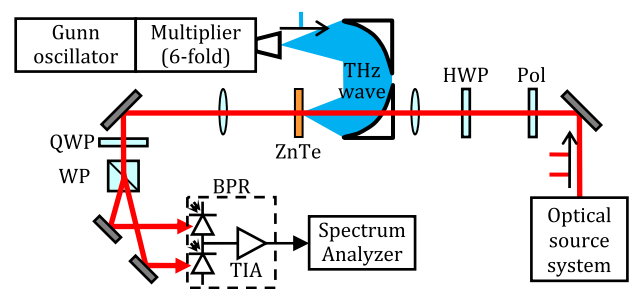 Gunn
oscillator
Multiplier
(6-fold)
THz
wave
HWP
Pol
ZnTe
QWP
WP
BPR
TIA
Spectrum
Analyzer
Optical
source
system